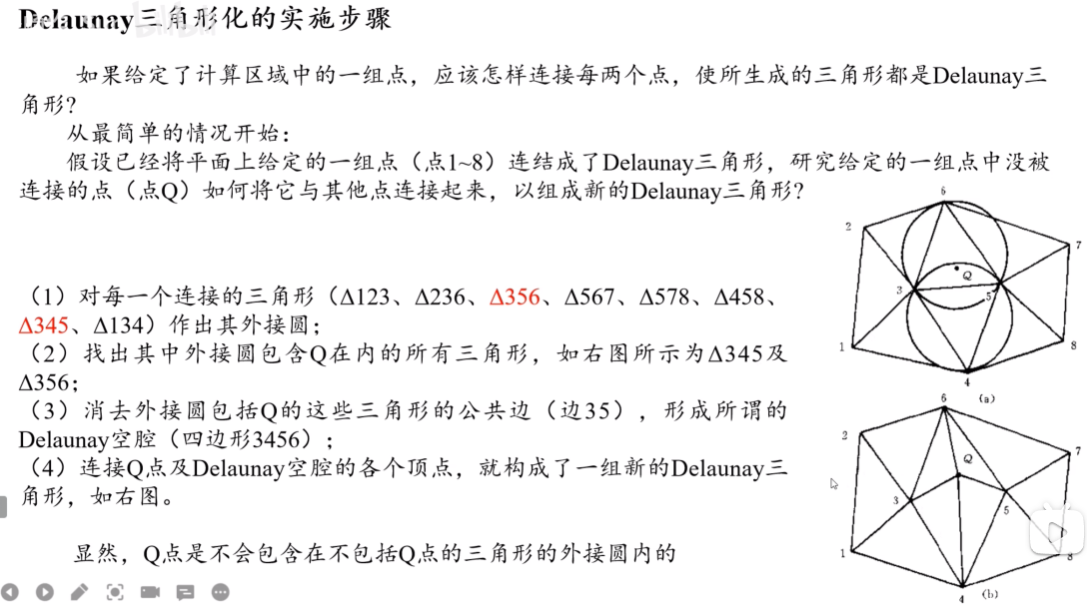 Delaunay三角形化的实施步骤
如果给定了计算区域中的一组点，应该怎样连接每两个点，使所生成的三角形都是Delaunay三
角形？
从最简单的情况开始：
假设已经将平面上给定的一组点（点1~8）连结成了Delaunay三角形，研究给定的一组点中没被
连接的点（点Q）如何将它与其他点连接起来，以组成新的Delaunay三角形？
（1）对每一个连接的三角形（Δ123、Δ236、Δ356、Δ567、Δ578、Δ458、
Δ345、Δ134）作出其外接圆；
（2）找出其中外接圆包含Q在内的所有三角形，如右图所示为Δ345及
Δ356；
（3）消去外接圆包括Q的这些三角形的公共边（边35），形成所谓的
Delaunay空腔（四边形3456）；
（4）连接Q点及Delaunay空腔的各个顶点，就构成了一组新的Delaunay三
角形，如右图。
显然，Q点是不会包含在不包括Q点的三角形的外接圆内的
6
2
7
Q
3
5
1
8
4
(a)
6
2
7
Q
3
5
1
8
4
(b)